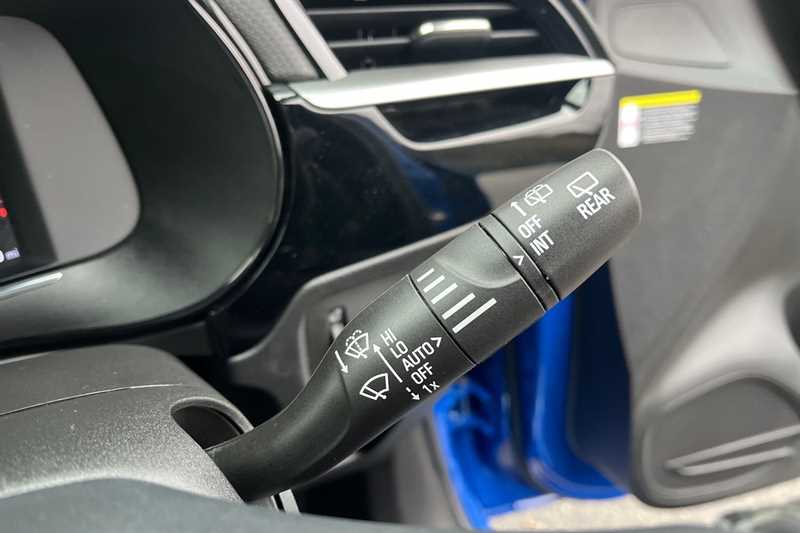 OFF
INT
REAR
HI
LO
AUTO
OFF
1x